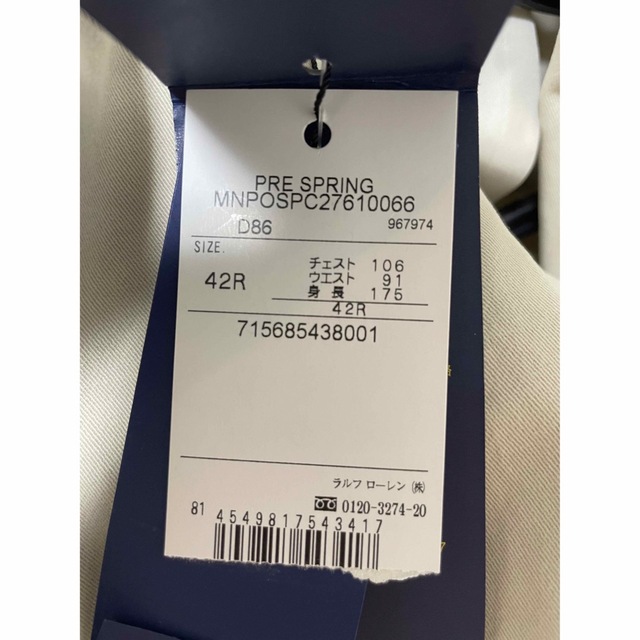 PRE SPRING
MNPOSPC27610066
D86 967974
SIZE.
42R
チェスト 106
ウエスト 91
身長 175
42R
715685438001
ラルフ ローレン ㈱
0120-3274-20
81 4549817543417